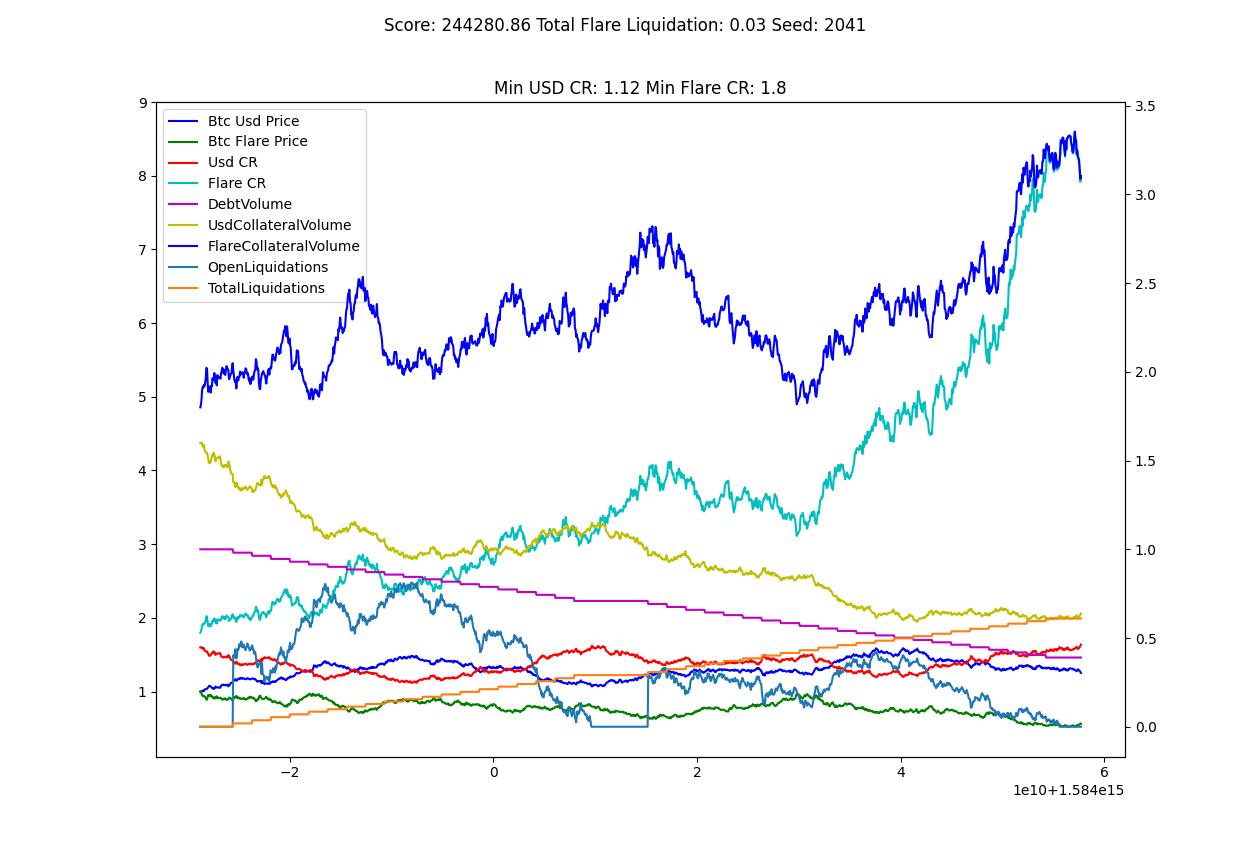 Score: 244280.86 Total Flare Liquidation: 0.03 Seed: 2041
Min USD CR: 1.12 Min Flare CR: 1.8
Btc Usd Price
Btc Flare Price
Usd CR
Flare CR
DebtVolume
UsdCollateralVolume
FlareCollateralVolume
OpenLiquidations
TotalLiquidations
9
8
7
6
5
4
3
2
1
3.5
3.0
2.5
2.0
1.5
1.0
0.5
0.0
−2
0
2
4
6
1e10+1.584e15